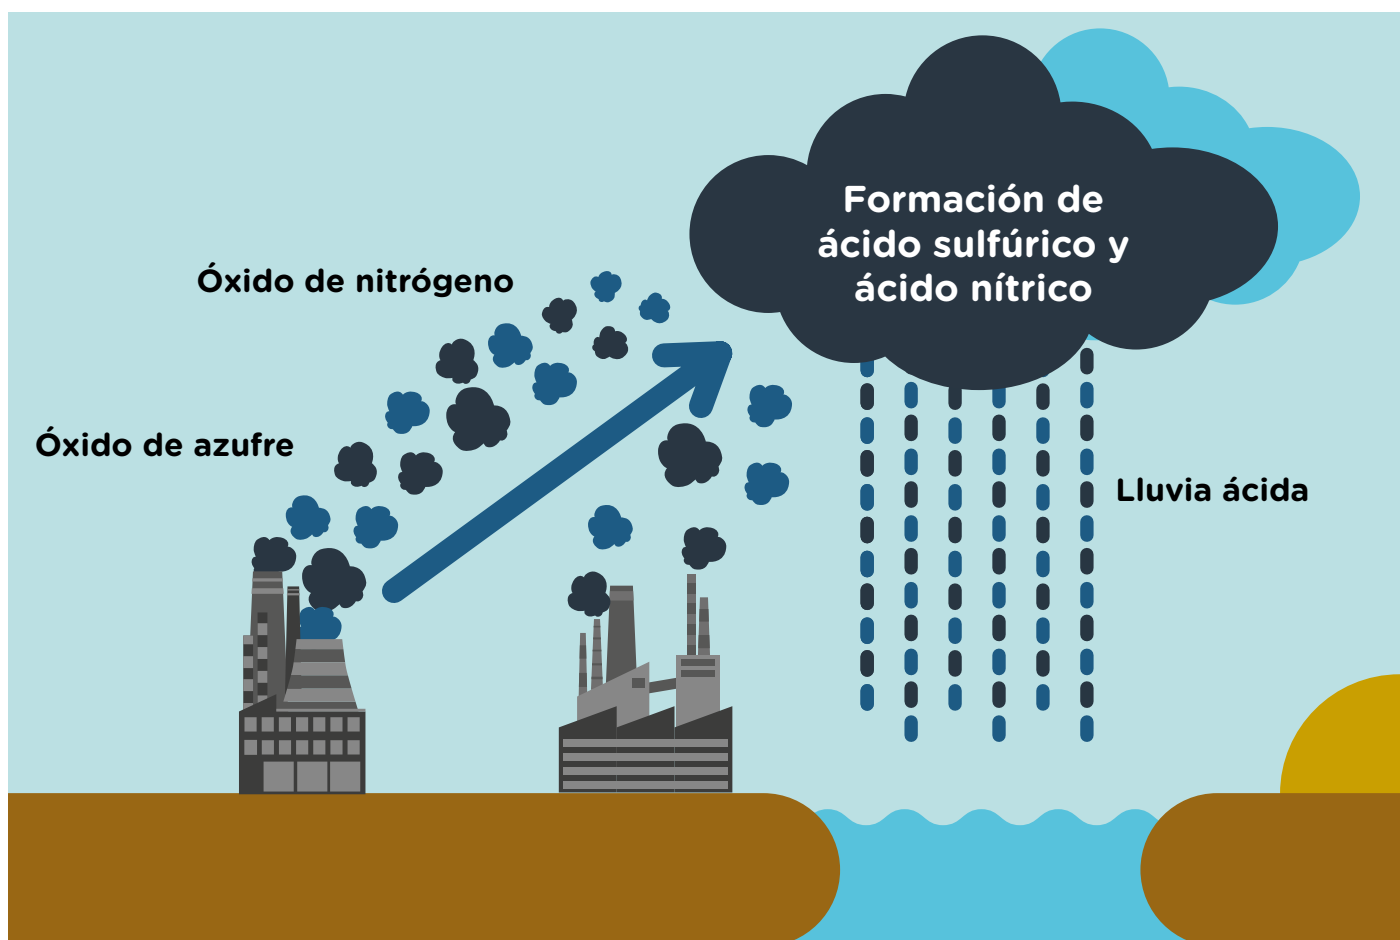 Formación de
ácido sulfúrico y
ácido nítrico
Óxido de nitrógeno
Óxido de azufre
Lluvia ácida